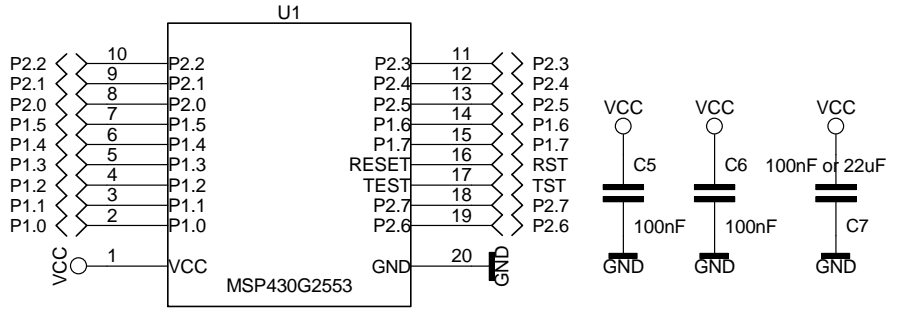 U1
P2.2 10 P2.2 P2.3 11 P2.3
P2.1 9 P2.1 P2.4 12 P2.4
P2.0 8 P2.0 P2.5 13 P2.5
P1.5 7 P1.5 P1.6 14 P1.6
P1.4 6 P1.4 P1.7 15 P1.7
P1.3 5 P1.3 RESET 16 RST
P1.2 4 P1.2 TEST 17 TST
P1.1 3 P1.1 P2.7 18 P2.7
P1.0 2 P1.0 P2.6 19 P2.6
VCC 1 VCC GND 20 GND
MSP430G2553
VCC VCC VCC
C5 C6 100nF or 22uF
100nF 100nF C7
GND GND GND